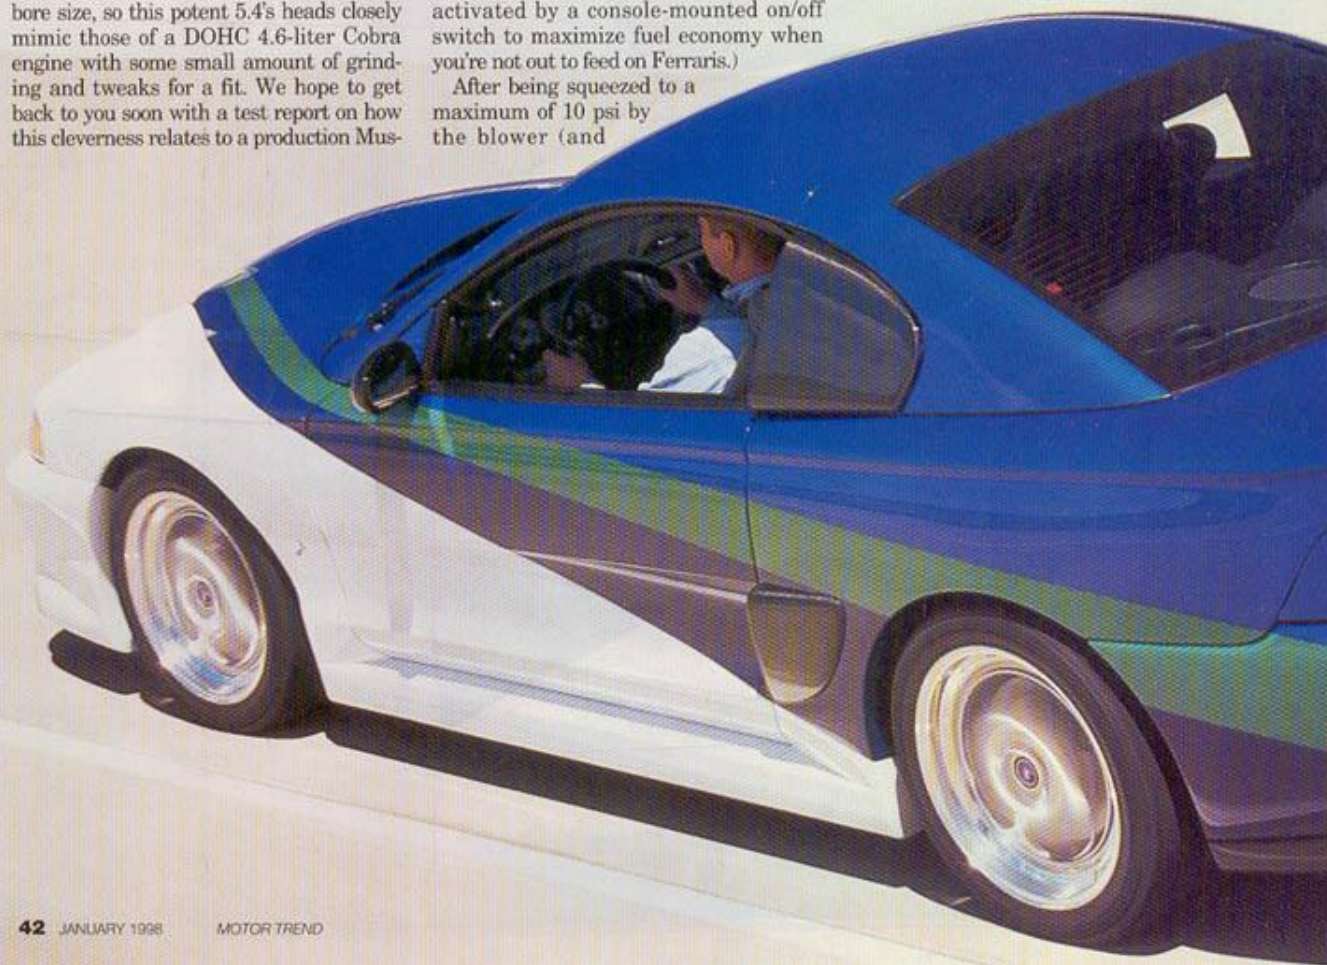 bore size, so this potent 5.4's heads closely
mimic those of a DOHC 4.6-liter Cobra
engine with some small amount of grind-
ing and tweaks for a fit. We hope to get
back to you soon with a test report on how
this cleverness relates to a production Mus-
activated by a console-mounted on/off
switch to maximize fuel economy when
you're not out to feed on Ferraris.)
After being squeezed to a
maximum of 10 psi by
the blower (and
42 JANUARY 1998 MOTOR TREND